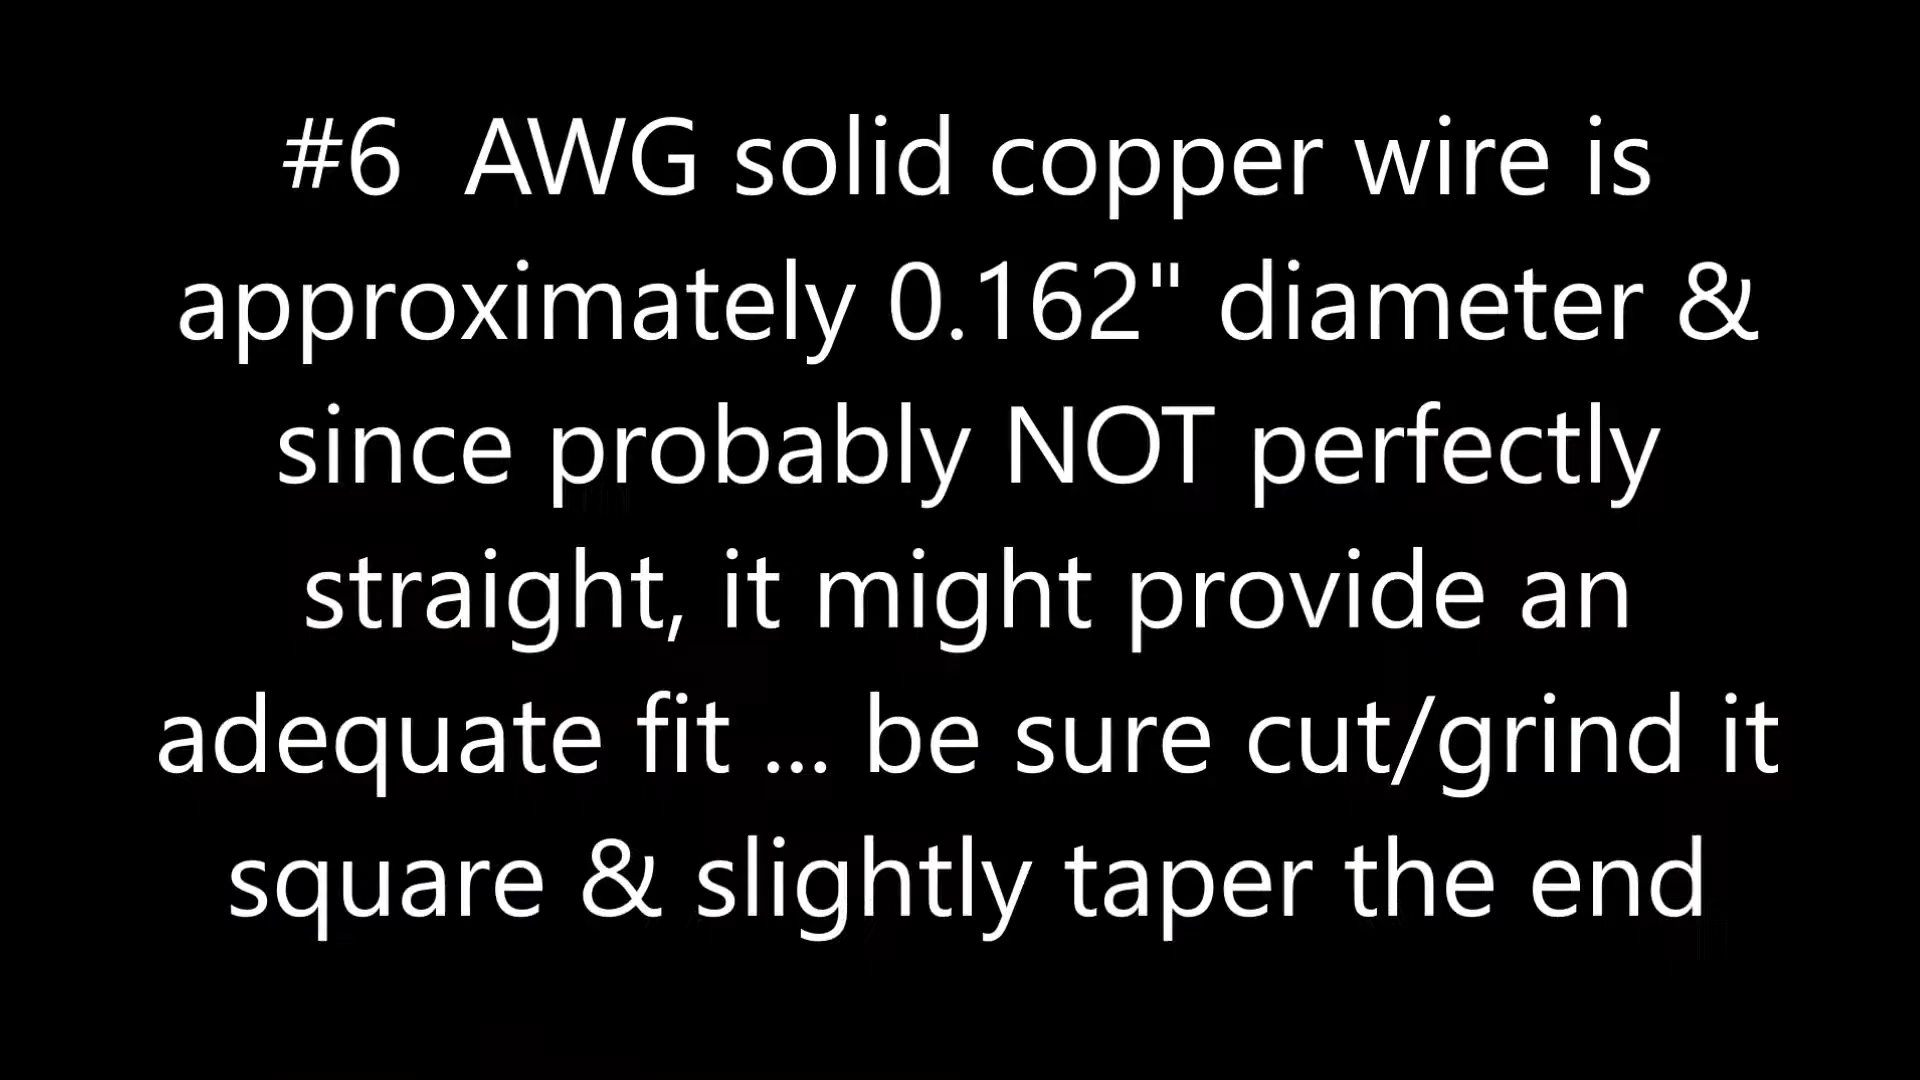 #6  AWG solid copper wire is
approximately 0.162" diameter &
since probably NOT perfectly
straight, it might provide an
adequate fit ... be sure cut/grind it
square & slightly taper the end